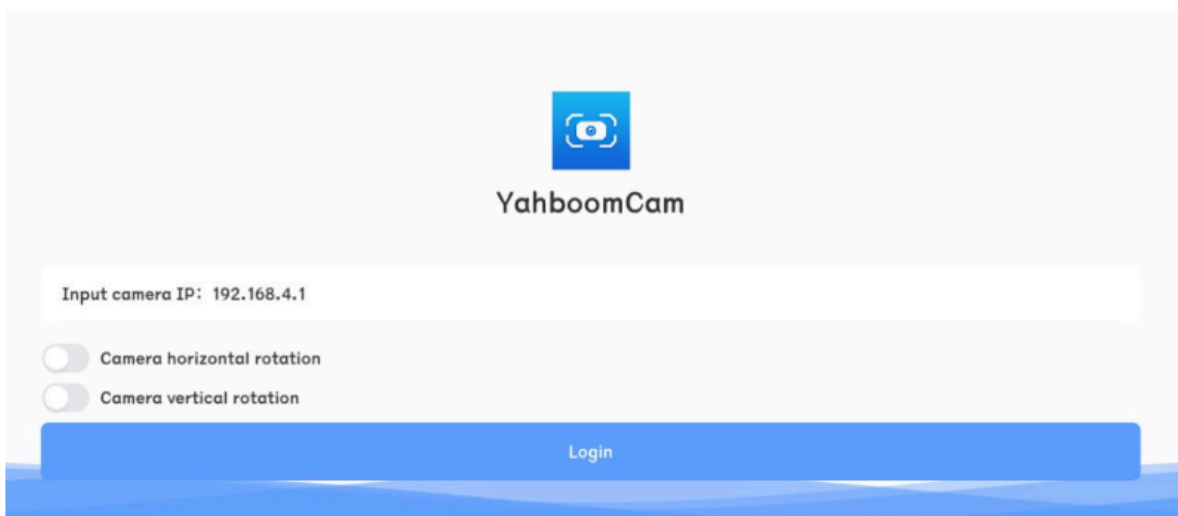 YahboomCam
Input camera IP: 192.168.4.1
Camera horizontal rotation
Camera vertical rotation
Login